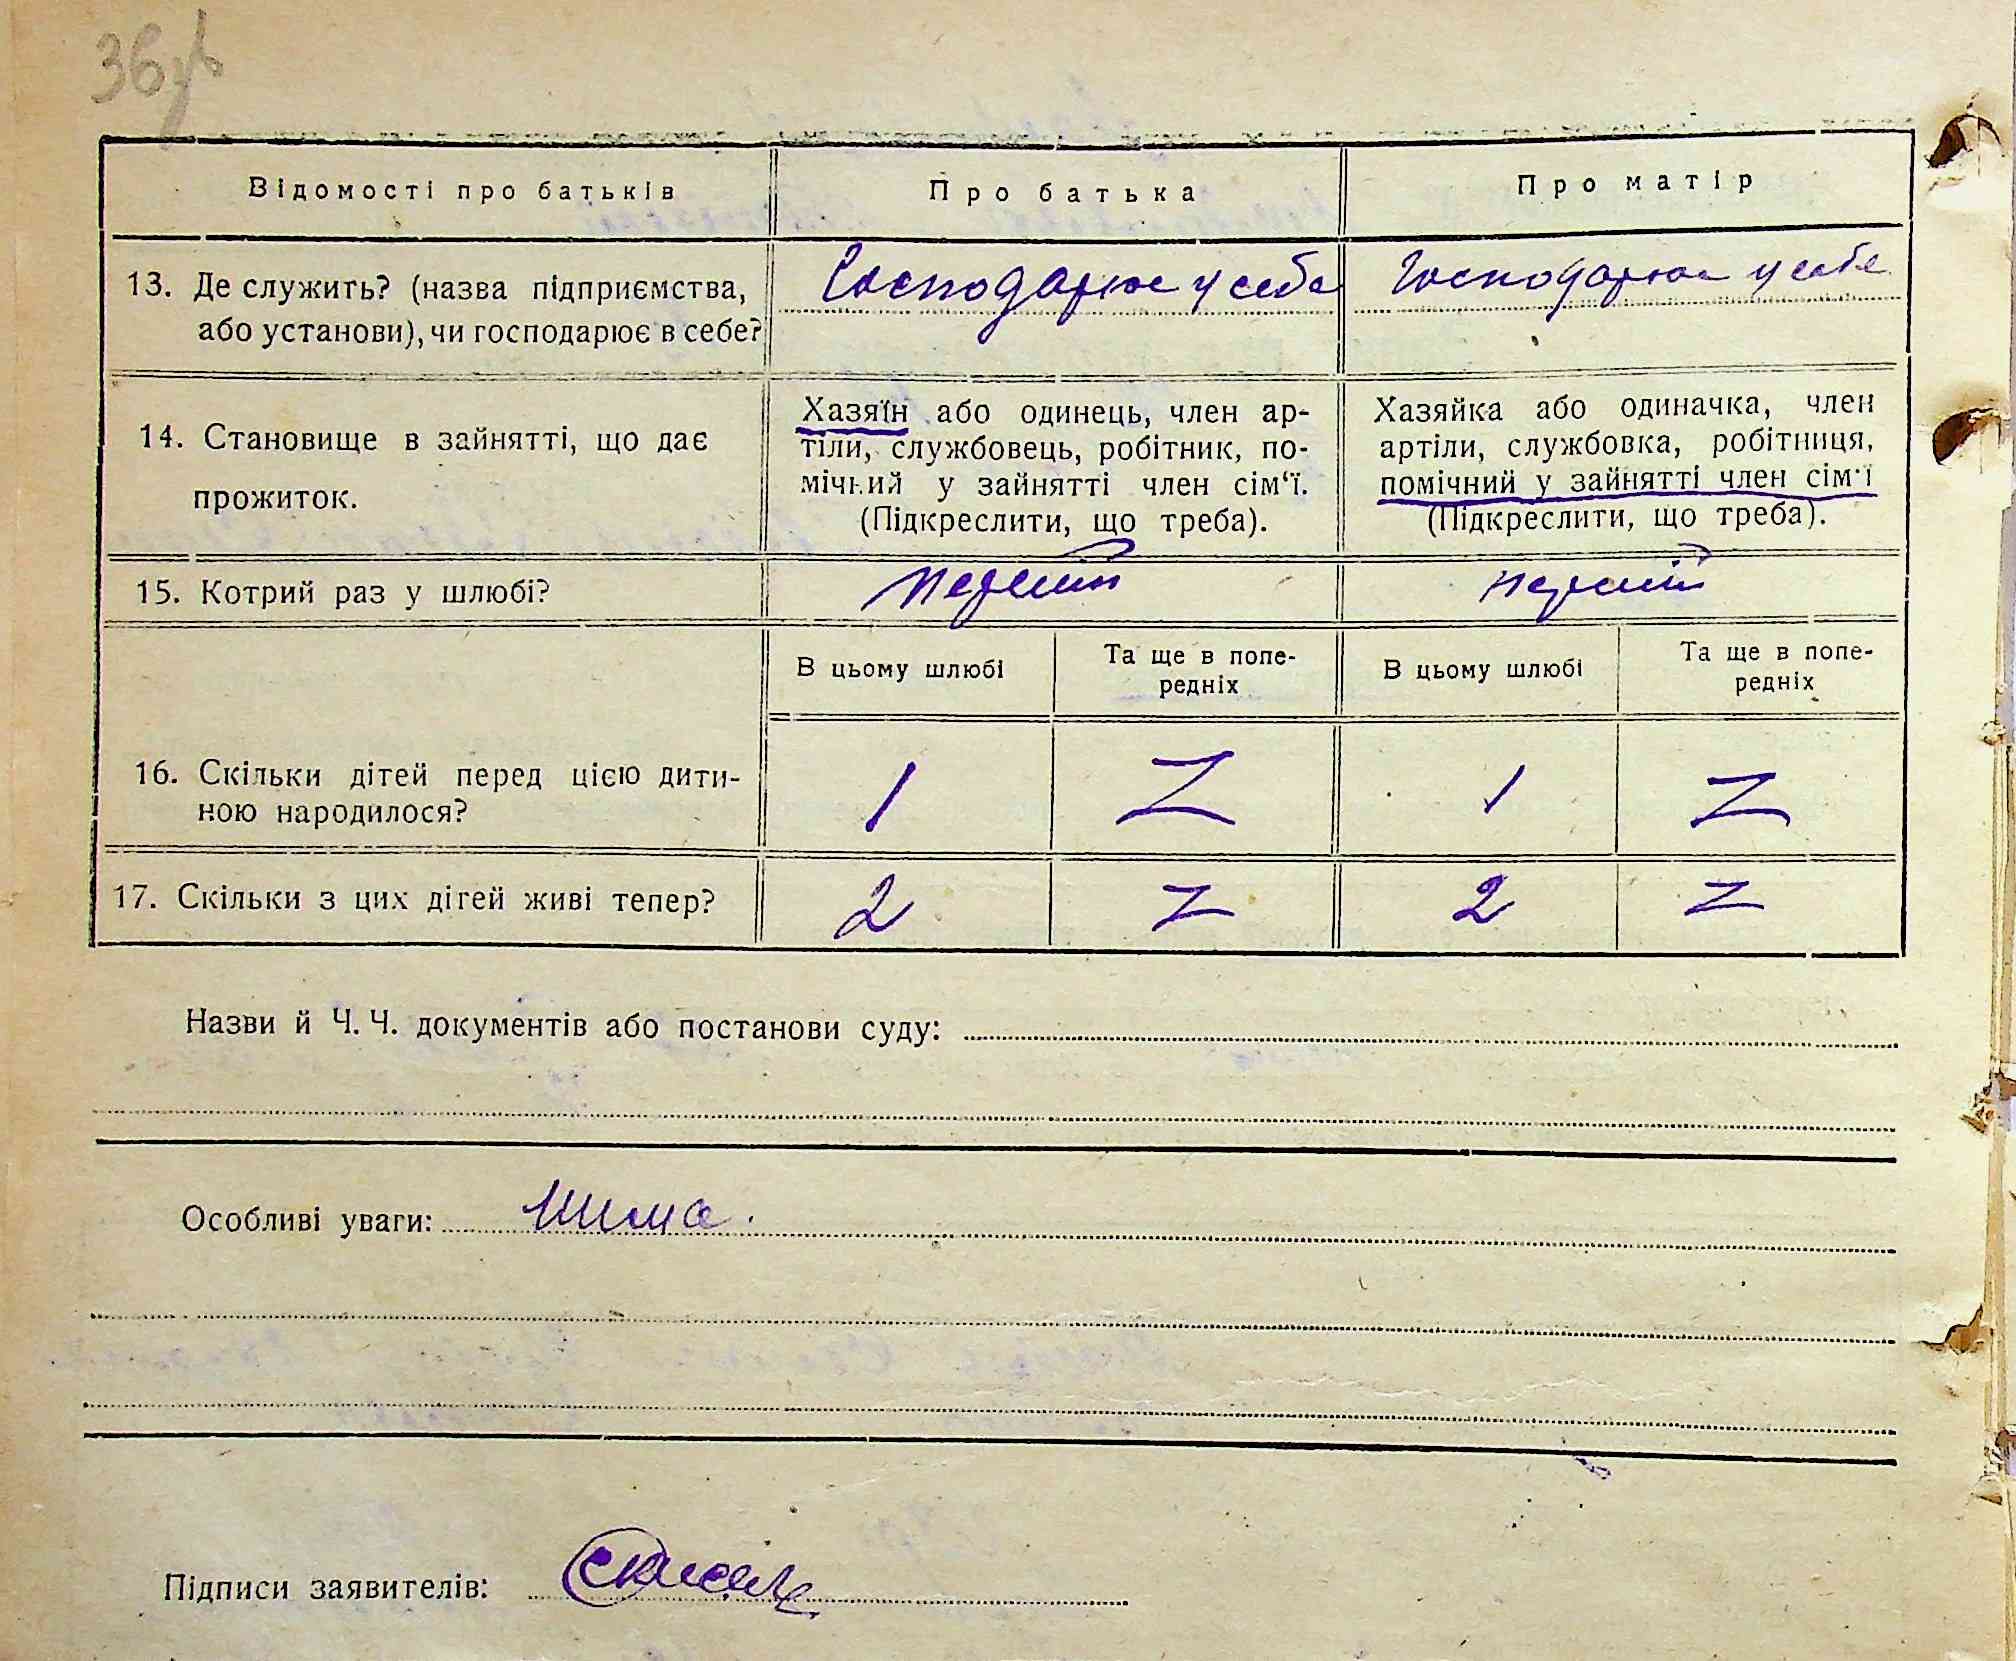 36зв
Відомості про батьків
Про батька
Про матір
13. Де служить? (назва підприємства,
або установи), чи господарює в себе?
Господарює у себе
Господарює у себе
14. Становище в зайнятті, що дає
прожиток.
Хазяїн або одинець, член ар-
тіли, службовець, робітник, по-
мічний у зайнятті член сім‘ї.
(Підкреслити, що треба).
Хазяйка або одиначка, член
артіли, службовка, робітниця,
помічний у зайнятті член сім‘ї
(Підкреслити, що треба).
15. Котрий раз у шлюбі?
перший
перший
В цьому шлюбі
Та ще в попе-
редніх
В цьому шлюбі
Та ще в попе-
редніх
16. Скільки дітей перед цією дити-
ною народилося?
1
Z
1
Z
17. Скільки з цих дітей живі тепер?
2
Z
2
Z
Назви й Ч. Ч. документів або постанови суду:
Особливі уваги: Нима.
Підписи заявителів: